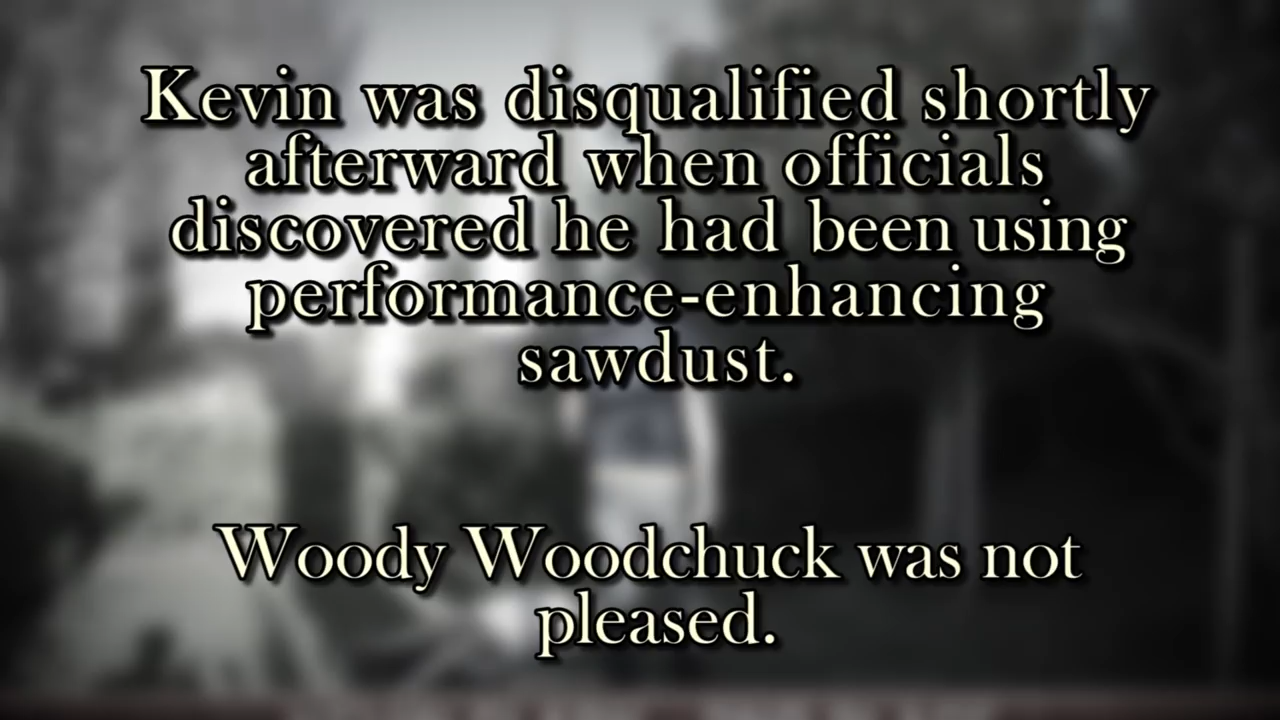 Kevin was disqualified shortly
afterward when officials
discovered he had been using
performance-enhancing
sawdust.
Woody Woodchuck was not
pleased.